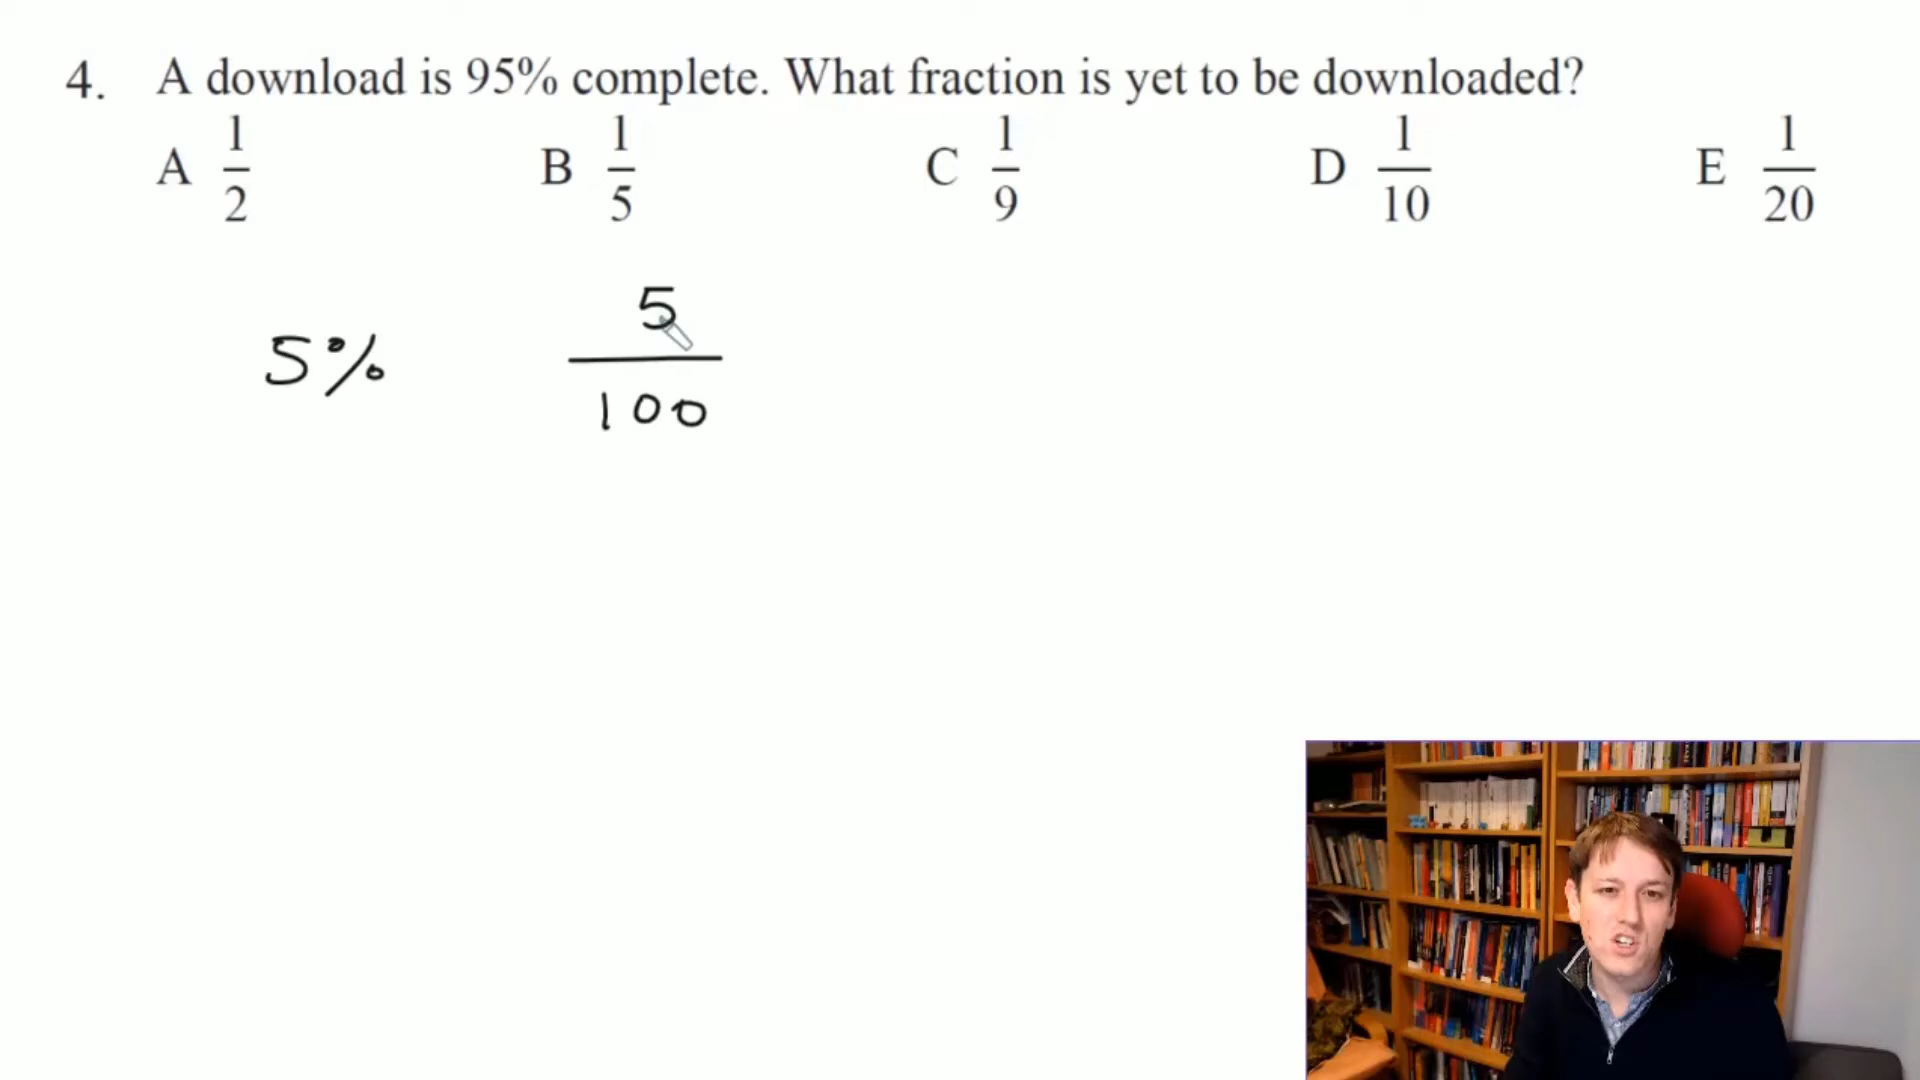 4. A download is 95% complete. What fraction is yet to be downloaded?
A 1/2 B 1/5 C 1/9 D 1/10 E 1/20
5% 5/100